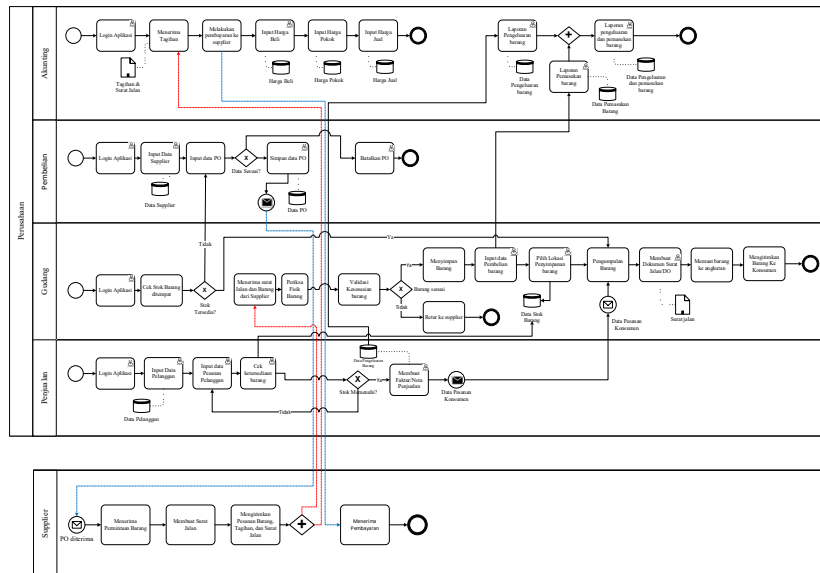 Perusahaan
Akunting
Login Aplikasi
Menerima
Tagihan
Melakukan
pembayaran ke
supplier
Input Harga
Beli
Input Harga
Pokok
Input Harga
Jual
Tagihan &
Surat Jalan
Harga Beli
Harga Pokok
Harga Jual
Laporan
Pengeluaran
barang
Laporan
pengeluaran
dan pemasukan
barang
Data
Pengeluaran
barang
Laporan
Pemasukan
barang
Data Pengeluaran
dan pemasukan
barang
Data Pemasukan
Barang
Pembelian
Login Aplikasi
Input Data
Supplier
Input data PO
X
Data Sesuai?
Simpan data PO
Batalkan PO
Data Supplier
Data PO
Gudang
Tidak
Ya
Login Aplikasi
Cek Stok Barang
ditempat
X
Stok
Tersedia?
Menerima surat
Jalan dan Barang
dari Supplier
Periksa
Fisik
Barang
Validasi
Kesesuaian
barang
X
Barang sesuai
Ya
Tidak
Menyimpan
Barang
Input data
Pembelian
barang
Pilih Lokasi
Penyimpanan
barang
Pengumpulan
Barang
Membuat
Dokumen Surat
Jalan/DO
Memuat barang
ke angkutan
Mengirimkan
Barang Ke
Konsumen
Retur ke supplier
Data Stok
Barang
Data Pesanan
Konsumen
Surat jalan
Penjualan
Login Aplikasi
Input Data
Pelanggan
Input data
Pesanan
Pelanggan
Cek
ketersediaan
barang
X
Stok Memenuhi?
Ya
Tidak
Data Pengeluaran
Barang
Membuat
Faktur/Nota
Penjualan
Data Pesanan
Konsumen
Data Pelanggan
Supplier
PO diterima
Menerima
Permintaan Barang
Membuat Surat
Jalan
Mengirimkan
Pesanan Barang,
Tagihan, dan Surat
Jalan
Menerima
Pembayaran